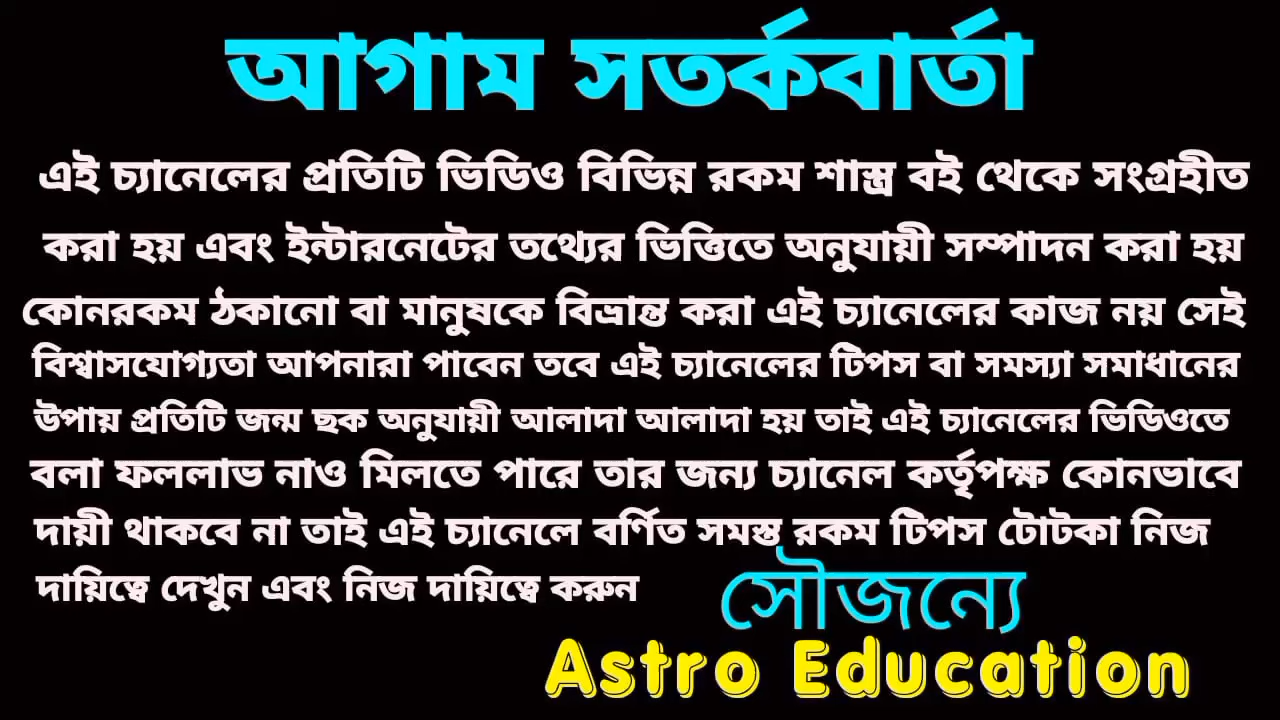 আগাম সতর্কবার্তা
এই চ্যানেলের প্রতিটি ভিডিও বিভিন্ন রকম শাস্ত্র বই থেকে সংগ্রহীত
করা হয় এবং ইন্টারনেটের তথ্যের ভিত্তিতে অনুযায়ী সম্পাদন করা হয়
কোনরকম ঠকানো বা মানুষকে বিভ্রান্ত করা এই চ্যানেলের কাজ নয় সেই
বিশ্বাসযোগ্যতা আপনারা পাবেন তবে এই চ্যানেলের টিপস বা সমস্যা সমাধানের
উপায় প্রতিটি জন্ম ছক অনুযায়ী আলাদা আলাদা হয় তাই এই চ্যানেলের ভিডিওতে
বলা ফললাভ নাও মিলতে পারে তার জন্য চ্যানেল কর্তৃপক্ষ কোনভাবে
দায়ী থাকবে না তাই এই চ্যানেলে বর্ণিত সমস্ত রকম টিপস টোটকা নিজ
দায়িত্বে দেখুন এবং নিজ দায়িত্বে করুন
সৌজন্যে
Astro Education